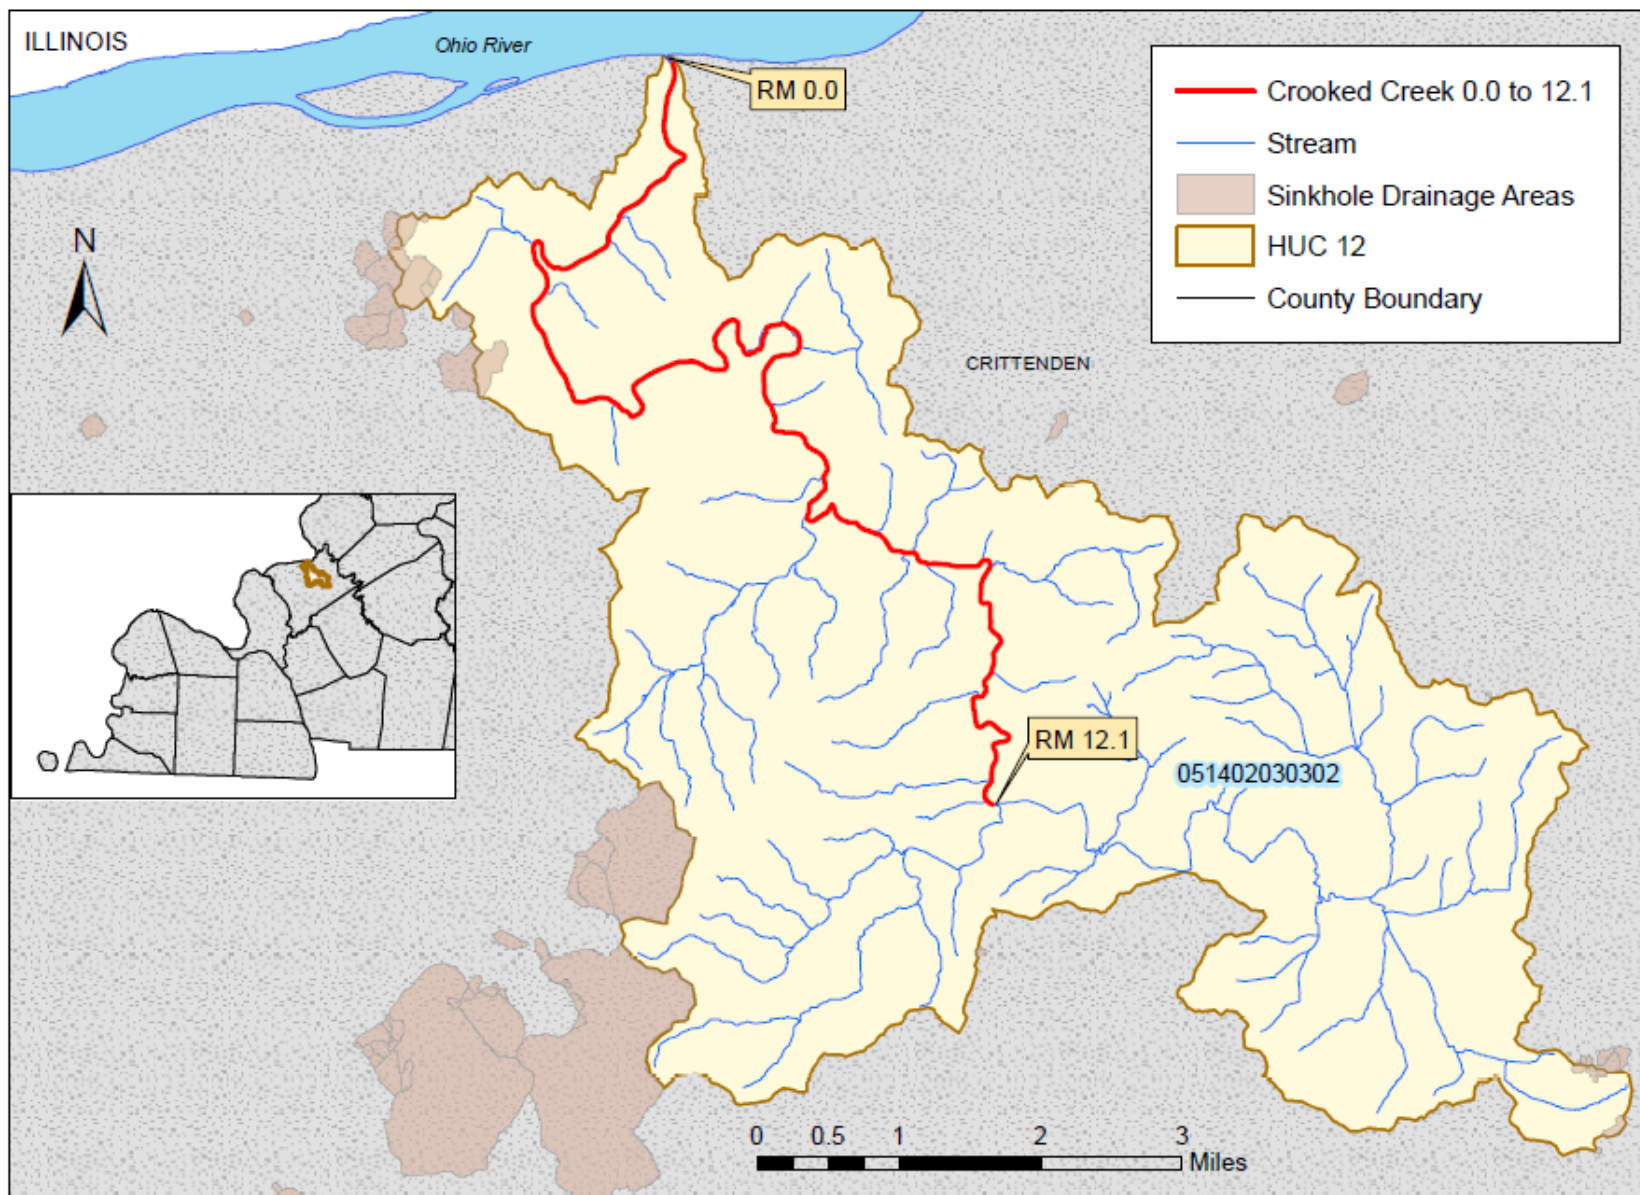 ILLINOIS
Ohio River
RM 0.0
Crooked Creek 0.0 to 12.1
Stream
Sinkhole Drainage Areas
HUC 12
County Boundary
N
CRITTENDEN
RM 12.1
051402030302
0 0.5 1 2 3
Miles